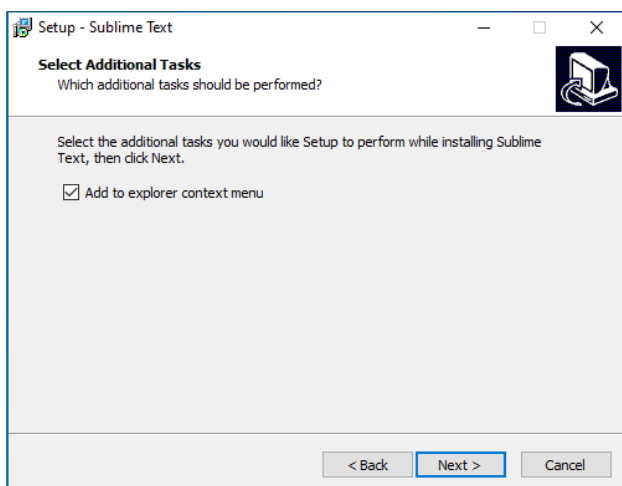 Setup - Sublime Text
Select Additional Tasks
Which additional tasks should be performed?
Select the additional tasks you would like Setup to perform while installing Sublime
Text, then click Next.
Add to explorer context menu
< Back
Next >
Cancel